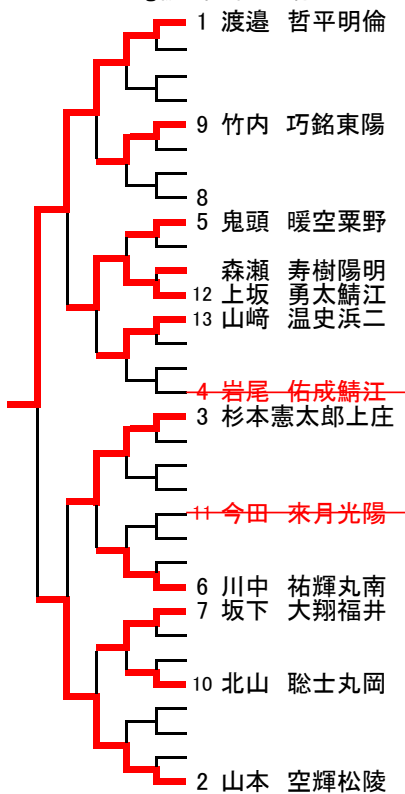 1 渡邉 哲平明倫
9 竹内 巧銘東陽
8
5 鬼頭 暖空粟野
森瀬 寿樹陽明
12 上坂 勇太鯖江
13 山﨑 温史浜二
4 岩尾 佑成鯖江
3 杉本憲太郎上庄
11 今田 來月光陽
6 川中 祐輝丸南
7 坂下 大翔福井
10 北山 聡士丸岡
2 山本 空輝松陵